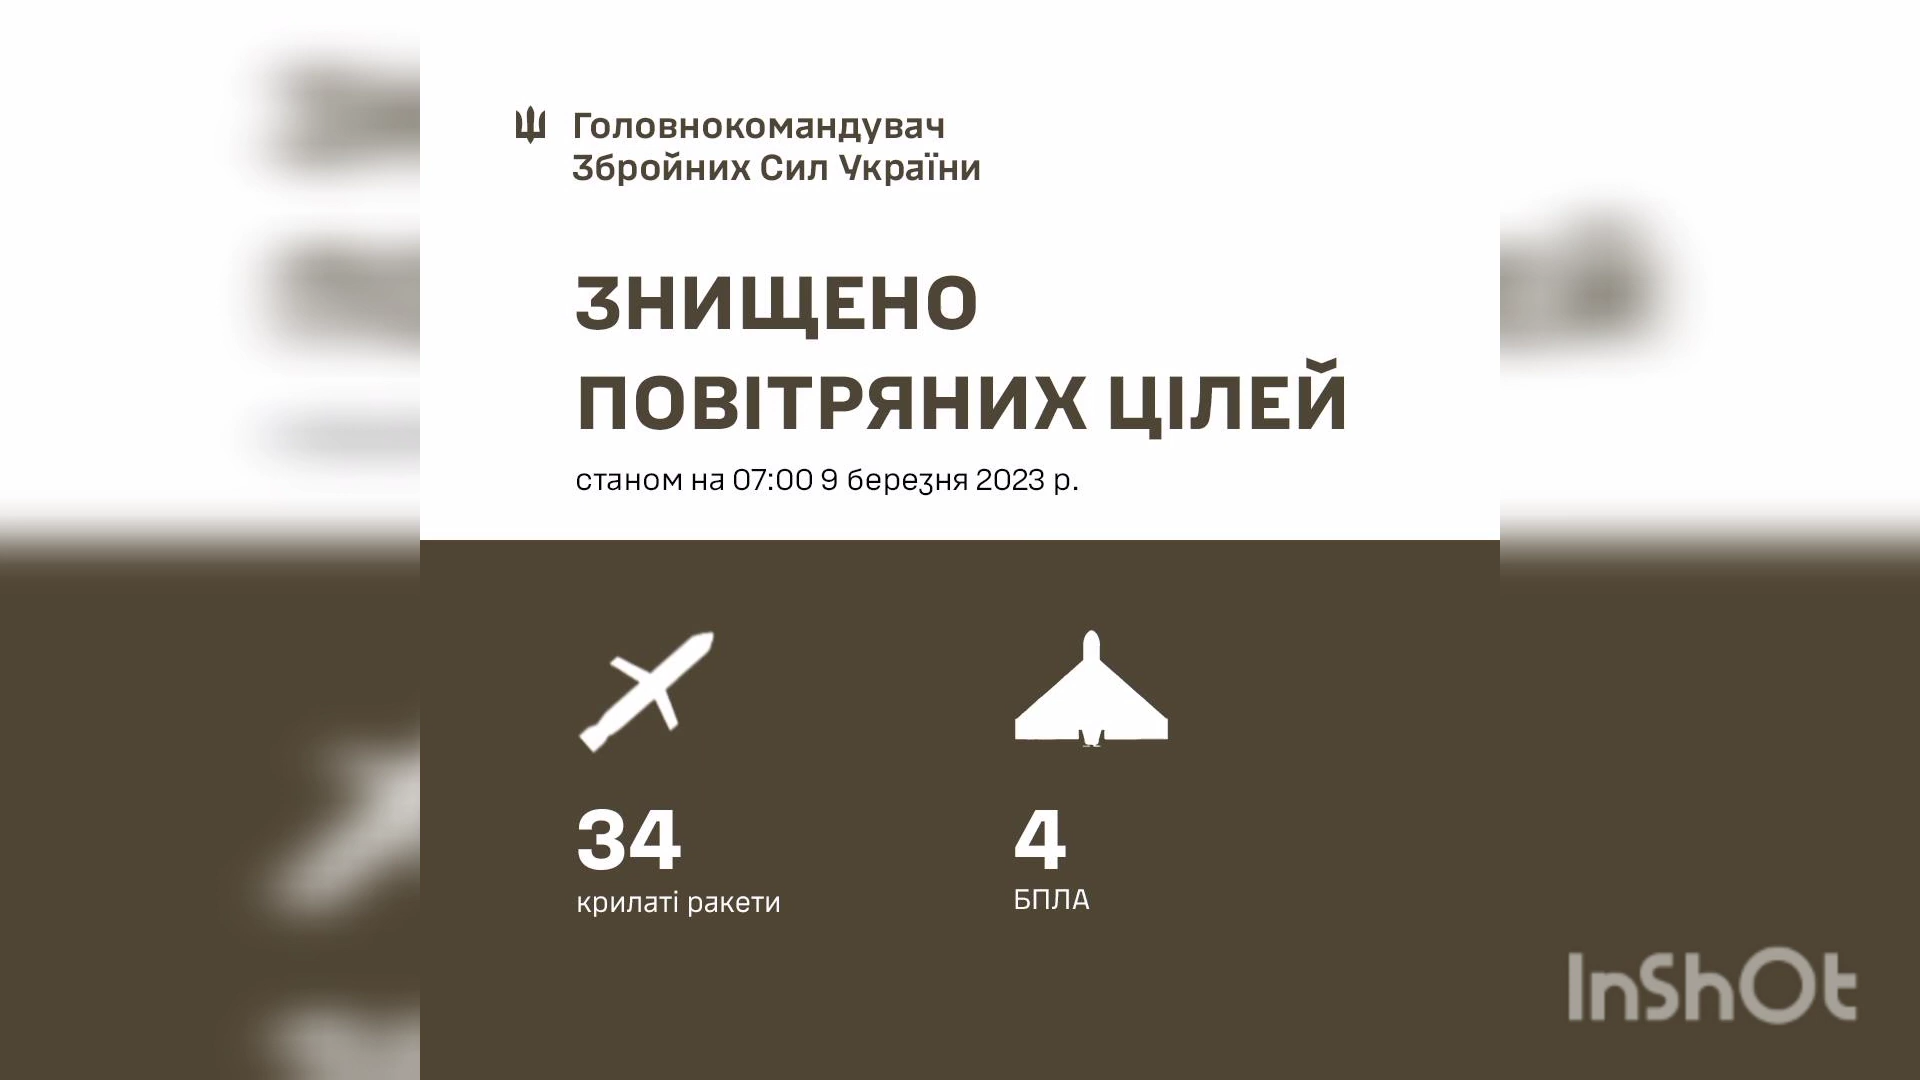 Головнокомандувач
Збройних Сил України
ЗНИЩЕНО
ПОВІТРЯНИХ ЦІЛЕЙ
станом на 07:00 9 березня 2023 р.
34
крилаті ракети
4
БПЛА
InShOt